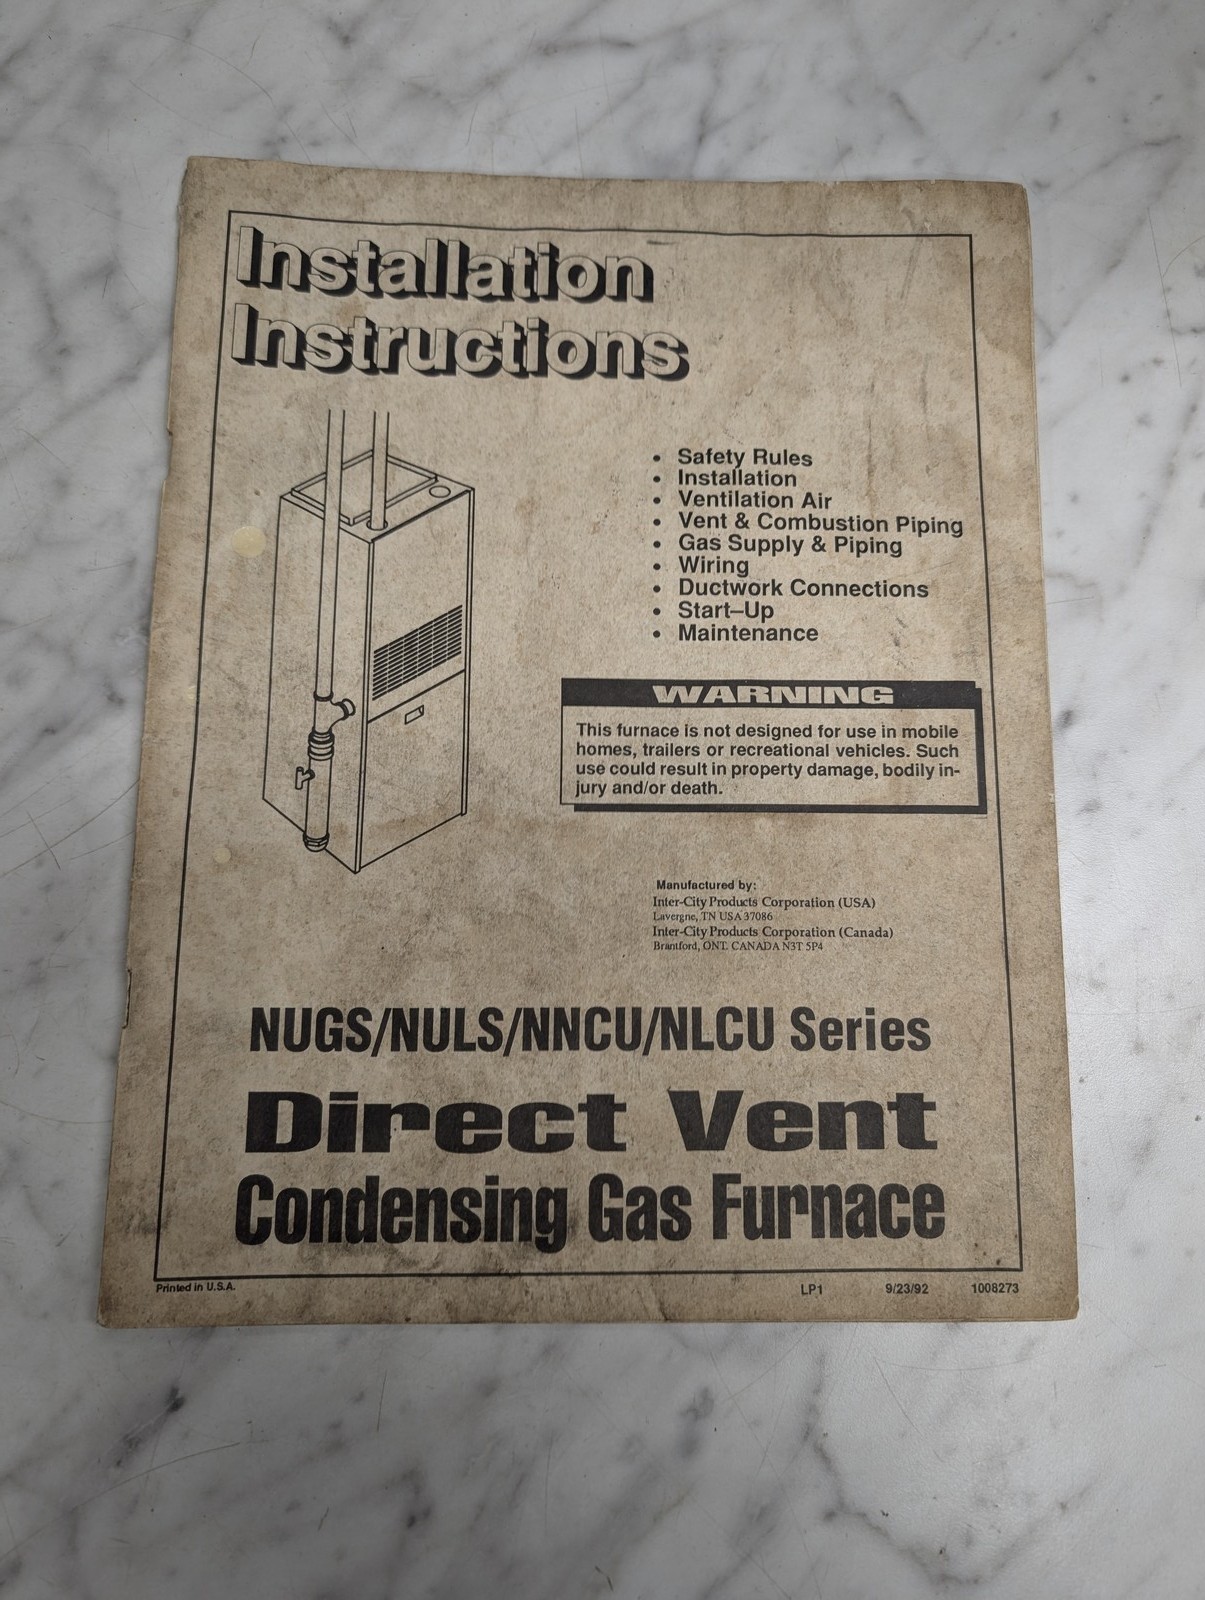 Installation
Instructions
• Safety Rules
• Installation
• Ventilation Air
• Vent & Combustion Piping
• Gas Supply & Piping
• Wiring
• Ductwork Connections
• Start–Up
• Maintenance
WARNING
This furnace is not designed for use in mobile
homes, trailers or recreational vehicles. Such
use could result in property damage, bodily in-
jury and/or death.
Manufactured by:
Inter-City Products Corporation (USA)
Lavergne, TN USA 37086
Inter-City Products Corporation (Canada)
Brantford, ONT. CANADA N3T 5P4
NUGS/NULS/NNCU/NLCU Series
Direct Vent
Condensing Gas Furnace
Printed in U.S.A. LP1 9/23/92 1008273